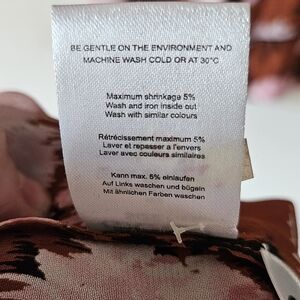 BE GENTLE ON THE ENVIRONMENT AND
MACHINE WASH COLD OR AT 30°C
Maximum shrinkage 5%
Wash and iron inside out
Wash with similar colours
Rétrécissement maximum 5%
Laver et repasser a l'envers
Laver avec couleurs similaires
Kann max. 5% einlaufen
Auf Links waschen und bügeln
Mit ähnlichen Farben waschen